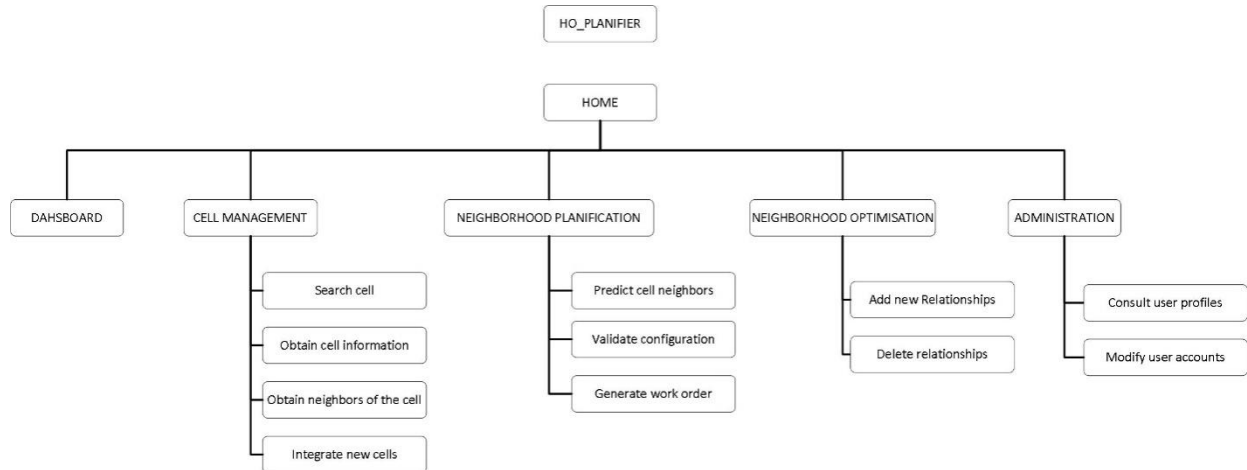 HO_PLANIFIER
HOME
DAHSBOARD
CELL MANAGEMENT
NEIGHBORHOOD PLANIFICATION
NEIGHBORHOOD OPTIMISATION
ADMINISTRATION
Search cell
Obtain cell information
Obtain neighbors of the cell
Integrate new cells
Predict cell neighbors
Validate configuration
Generate work order
Add new Relationships
Delete relationships
Consult user profiles
Modify user accounts